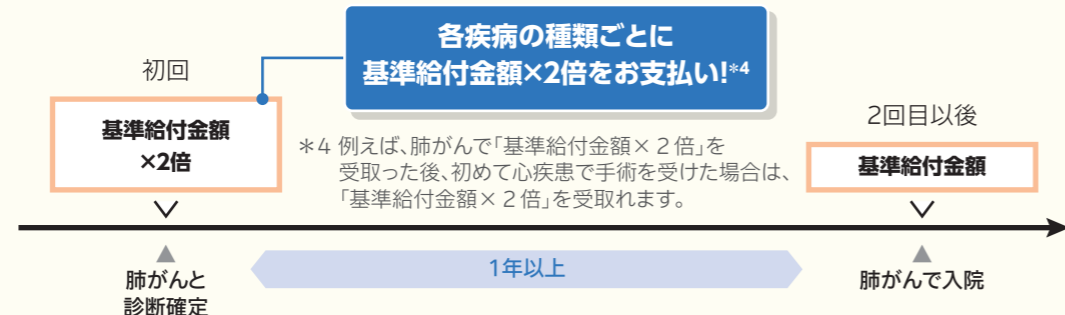 各疾病の種類ごとに
基準給付金額×2倍をお支払い!*4
初回
基準給付金額
×2倍
*4 例えば、肺がんで「基準給付金額×2倍」を
受取った後、初めて心疾患で手術を受けた場合は、
「基準給付金額×2倍」を受取れます。
2回目以後
基準給付金額
肺がんと
診断確定
1年以上
肺がんで入院